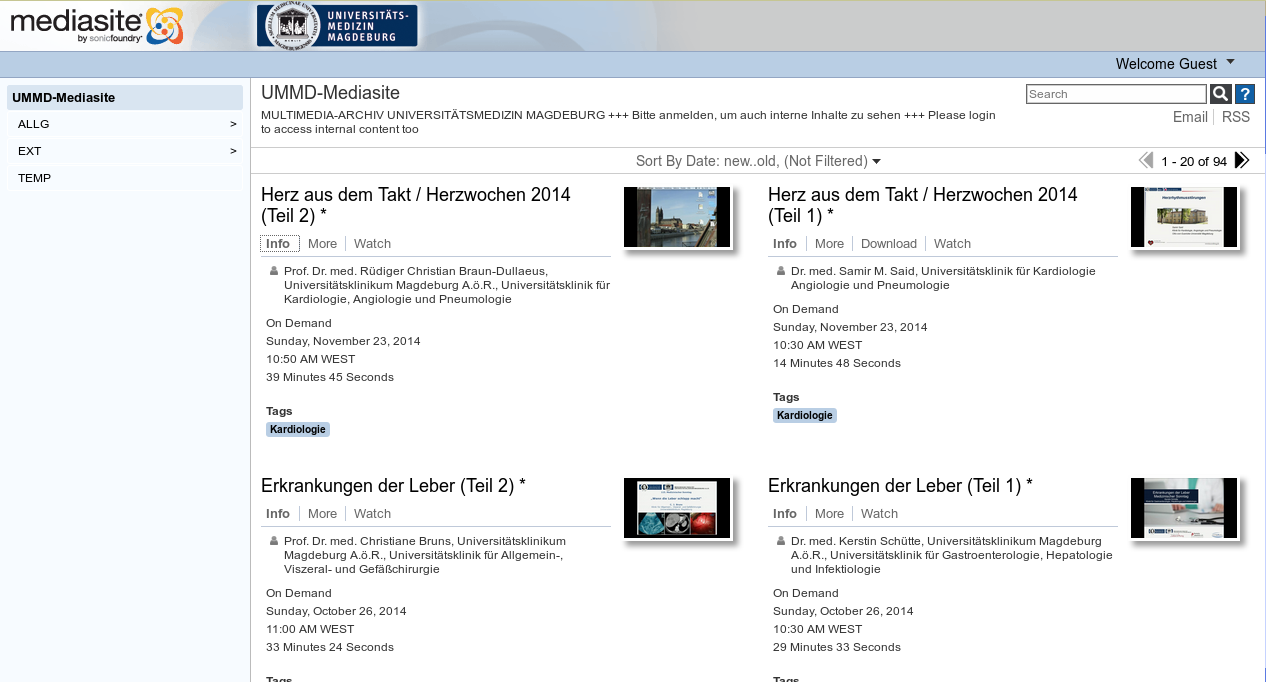 mediasite
by sonicfoundry
UNIVERSITÄTS-
MEDIZIN
MAGDEBURG
Welcome Guest
UMMD-Mediasite
ALLG >
EXT >
TEMP
UMMD-Mediasite
MULTIMEDIA-ARCHIV UNIVERSITÄTSMEDIZIN MAGDEBURG +++ Bitte anmelden, um auch interne Inhalte zu sehen +++ Please login
to access internal content too
Search
?
Email RSS
Sort By Date: new..old, (Not Filtered)
1 - 20 of 94
Herz aus dem Takt / Herzwochen 2014
(Teil 2) *
Info More Watch
Prof. Dr. med. Rüdiger Christian Braun-Dullaeus,
Universitätsklinikum Magdeburg A.ö.R., Universitätsklinik für
Kardiologie, Angiologie und Pneumologie
On Demand
Sunday, November 23, 2014
10:50 AM WEST
39 Minutes 45 Seconds
Tags
Kardiologie
Herz aus dem Takt / Herzwochen 2014
(Teil 1) *
Info More Download Watch
Herzrhythmusstörungen
Dr. med. Samir M. Said, Universitätsklinik für Kardiologie
Angiologie und Pneumologie
On Demand
Sunday, November 23, 2014
10:30 AM WEST
14 Minutes 48 Seconds
Tags
Kardiologie
Erkrankungen der Leber (Teil 2) *
Info More Watch
Prof. Dr. med. Christiane Bruns, Universitätsklinikum
Magdeburg A.ö.R., Universitätsklinik für Allgemein-,
Viszeral- und Gefäßchirurgie
On Demand
Sunday, October 26, 2014
11:00 AM WEST
33 Minutes 24 Seconds
Tags
Erkrankungen der Leber (Teil 1) *
Info More Watch
Erkrankungen der Leber
Medizinischer Sonntag
Dr. med. Kerstin Schütte, Universitätsklinikum Magdeburg
A.ö.R., Universitätsklinik für Gastroenterologie, Hepatologie
und Infektiologie
On Demand
Sunday, October 26, 2014
10:30 AM WEST
29 Minutes 33 Seconds
Tags